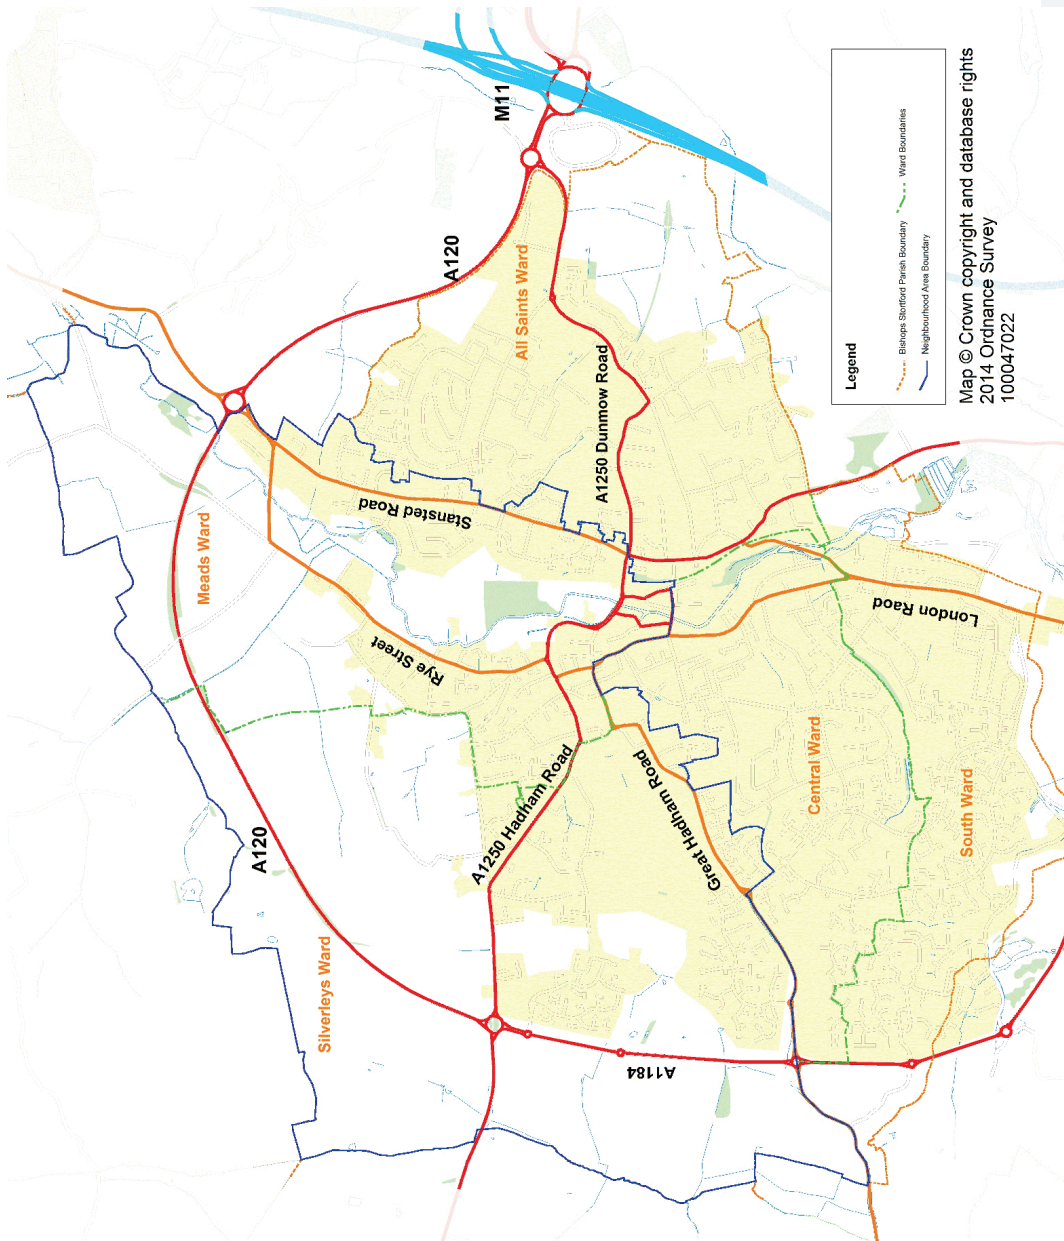 M11
A120
All Saints Ward
A1250 Dunmow Road
Stansted Road
Meads Ward
Rye Street
A1250 Hadham Road
Great Hadham Road
London Raod
Central Ward
South Ward
A120
Silverleys Ward
A1184
Legend
Bishops Stortford Parish Boundary
Ward Boundaries
Neighbourhood Area Boundary
Map © Crown copyright and database rights
2014 Ordnance Survey
100047022